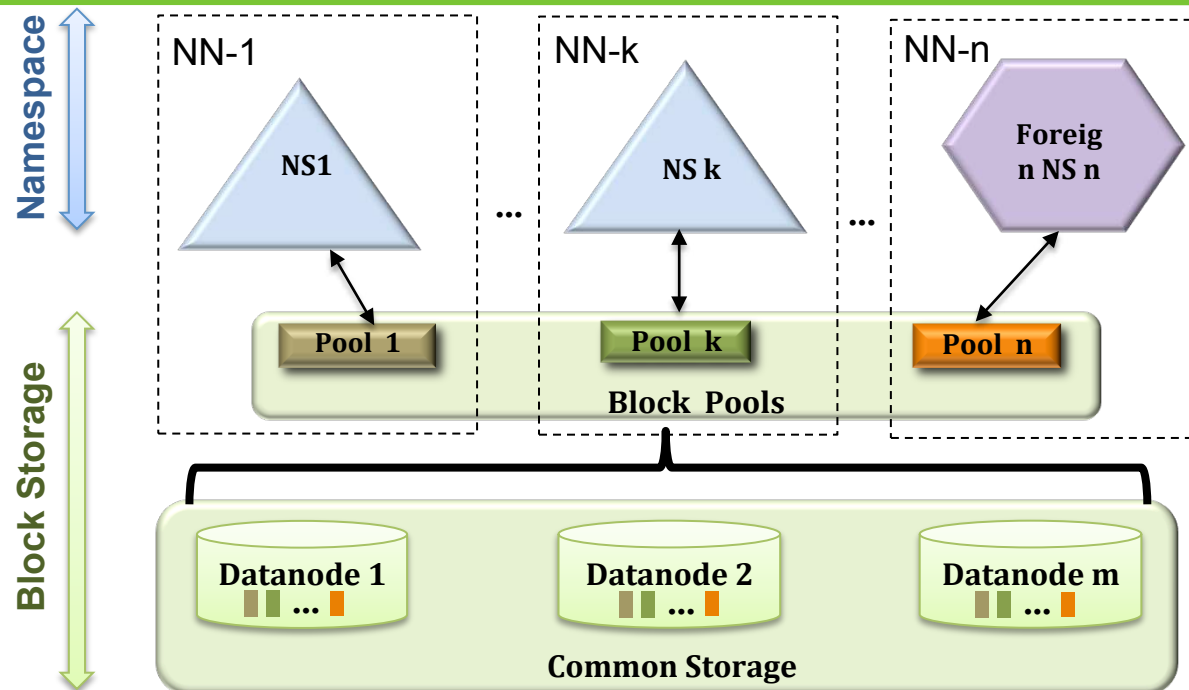 Namespace
NN-1
NN-k
NN-n
NS1
NS k
Foreig
n NS n
...
...
Pool 1
Pool k
Pool n
Block Pools
Block Storage
Datanode 1
...
Datanode 2
...
Datanode m
...
Common Storage